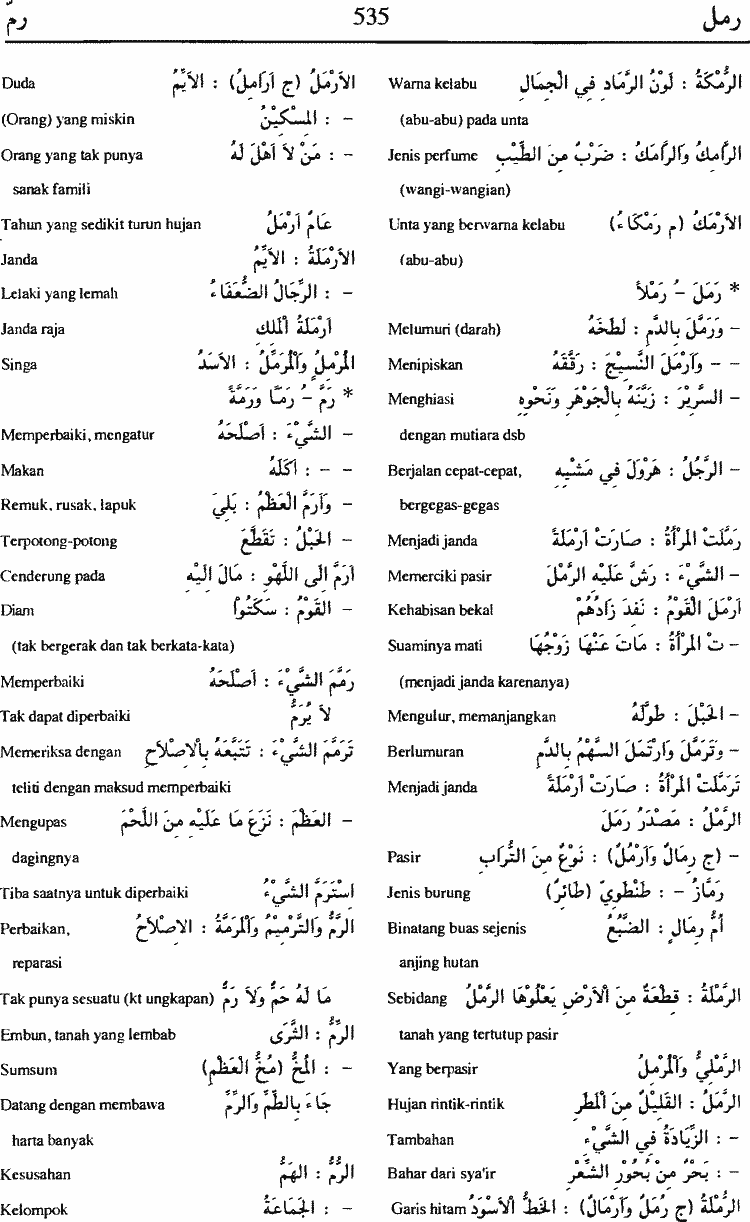 رمل 535 رمّ
الرُّمْكَةُ : لَوْنُ الرَّمَادِ فِي الْجِمَالِ Warna kelabu
(abu-abu) pada unta
الرَّامِكُ وَالرَّامَكُ : ضَرْبٌ مِنَ الطِّيْبِ Jenis perfume
(wangi-wangian)
الأَرْمَكُ (م رَمْكَاءُ) Unta yang berwarna kelabu
(abu-abu)
* رَمَلَ – ُ رَمْلاً
– وَرَمَّلَ بِالدَّمِ : لَطَخَهُ Melumuri (darah)
– – وَأَرْمَلَ النَّسِيْجَ : رَقَّقَهُ Menipiskan
– السَّرِيْرَ : زَيَّنَهُ بِالْجَوْهَرِ وَنَحْوِهِ Menghiasi
dengan mutiara dsb
– الرَّجُلُ : هَرْوَلَ فِي مَشْيِهِ Berjalan cepat-cepat,
bergegas-gegas
رَمَّلَتْ الْمَرْأَةُ : صَارَتْ أَرْمَلَةً Menjadi janda
– الشَّيْءَ : رَشَّ عَلَيْهِ الرَّمْلَ Memerciki pasir
أَرْمَلَ الْقَوْمُ : نَفِدَ زَادُهُمْ Kehabisan bekal
– تْ الْمَرْأَةُ : مَاتَ عَنْهَا زَوْجُهَا Suaminya mati
(menjadi janda karenanya)
– الحَبْلَ : طَوَّلَهُ Mengulur, memanjangkan
– وَتَرَمَّلَ وَارْتَمَلَ السَّهْمُ بِالدَّمِ Berlumuran
تَرَمَّلَتْ الْمَرْأَةُ : صَارَتْ أَرْمَلَةً Menjadi janda
الرَّمْلُ : مَصْدَرُ رَمَلَ
– (ج رِمَالٌ وَأَرْمُلٌ) : نَوْعٌ مِنَ التُّرَابِ Pasir
رَمَّازُ – : طَنْطَوِيٌّ (طَائِرٌ) Jenis burung
أُمُّ رِمَالٍ : الضَّبُعُ Binatang buas sejenis
anjing hutan
الرَّمْلَةُ : قِطْعَةٌ مِنَ الْأَرْضِ يَعْلُوهَا الرَّمْلُ Sebidang
tanah yang tertutup pasir
الرَّمْلِيُّ وَالْمُرْمِلُ Yang berpasir
الرَّمَلُ : القَلِيْلُ مِنَ الْمَطَرِ Hujan rintik-rintik
– : الزِّيَادَةُ فِي الشَّيْءِ Tambahan
– : بَحْرٌ مِنْ بُحُوْرِ الشِّعْرِ Bahar dari sya'ir
الرُّمْلَةُ (ج رُمَلٌ وَأَرْمَالٌ) : الخَطُّ الأَسْوَدُ Garis hitam
الأَرْمَلُ (ج أَرَامِلُ) : الأَيِّمُ Duda
– : الْمِسْكِيْنُ (Orang) yang miskin
– : مَنْ لاَ أَهْلَ لَهُ Orang yang tak punya
sanak famili
عَامٌ أَرْمَلُ Tahun yang sedikit turun hujan
الأَرْمَلَةُ : الأَيِّمُ Janda
– : الرِّجَالُ الضُّعَفَاءُ Lelaki yang lemah
أَرْمَلَةُ الْمَلِكِ Janda raja
الْمُرْمِلُ وَالْمُرَمِّلُ : الأَسَدُ Singa
* رَمَّ – ُ رَمًّا وَرَمَّةً
– الشَّيْءَ : أَصْلَحَهُ Memperbaiki, mengatur
– – : أَكَلَهُ Makan
– وَأَرَمَّ الْعَظْمُ : بَلِيَ Remuk, rusak, lapuk
– الحَبْلُ : تَقَطَّعَ Terpotong-potong
أَرَمَّ إِلَى اللَّهْوِ : مَالَ إِلَيْهِ Cenderung pada
– الْقَوْمُ : سَكَتُوا Diam
(tak bergerak dan tak berkata-kata)
رَمَّمَ الشَّيْءَ : أَصْلَحَهُ Memperbaiki
لاَ يُرَمُّ Tak dapat diperbaiki
تَرَمَّمَ الشَّيْءَ : تَتَبَّعَهُ بِالْإِصْلاَحِ Memeriksa dengan
teliti dengan maksud memperbaiki
– العَظْمَ : نَزَعَ مَا عَلَيْهِ مِنَ اللَّحْمِ Mengupas
dagingnya
اسْتَرَمَّ الشَّيْءُ Tiba saatnya untuk diperbaiki
الرَّمُّ وَالتَّرْمِيْمُ وَالْمَرَمَّةُ : الإِصْلاَحُ Perbaikan,
reparasi
مَا لَهُ حَمٌّ وَلاَ رَمٌّ Tak punya sesuatu (kt ungkapan)
الرِّمُّ : الثَّرَى Embun, tanah yang lembab
– : الْمُخُّ (مُخُّ الْعَظْمِ) Sumsum
جَاءَ بِالطِّمِّ وَالرِّمِّ Datang dengan membawa
harta banyak
الرُّمُّ : الهَمُّ Kesusahan
– : الجَمَاعَةُ Kelompok